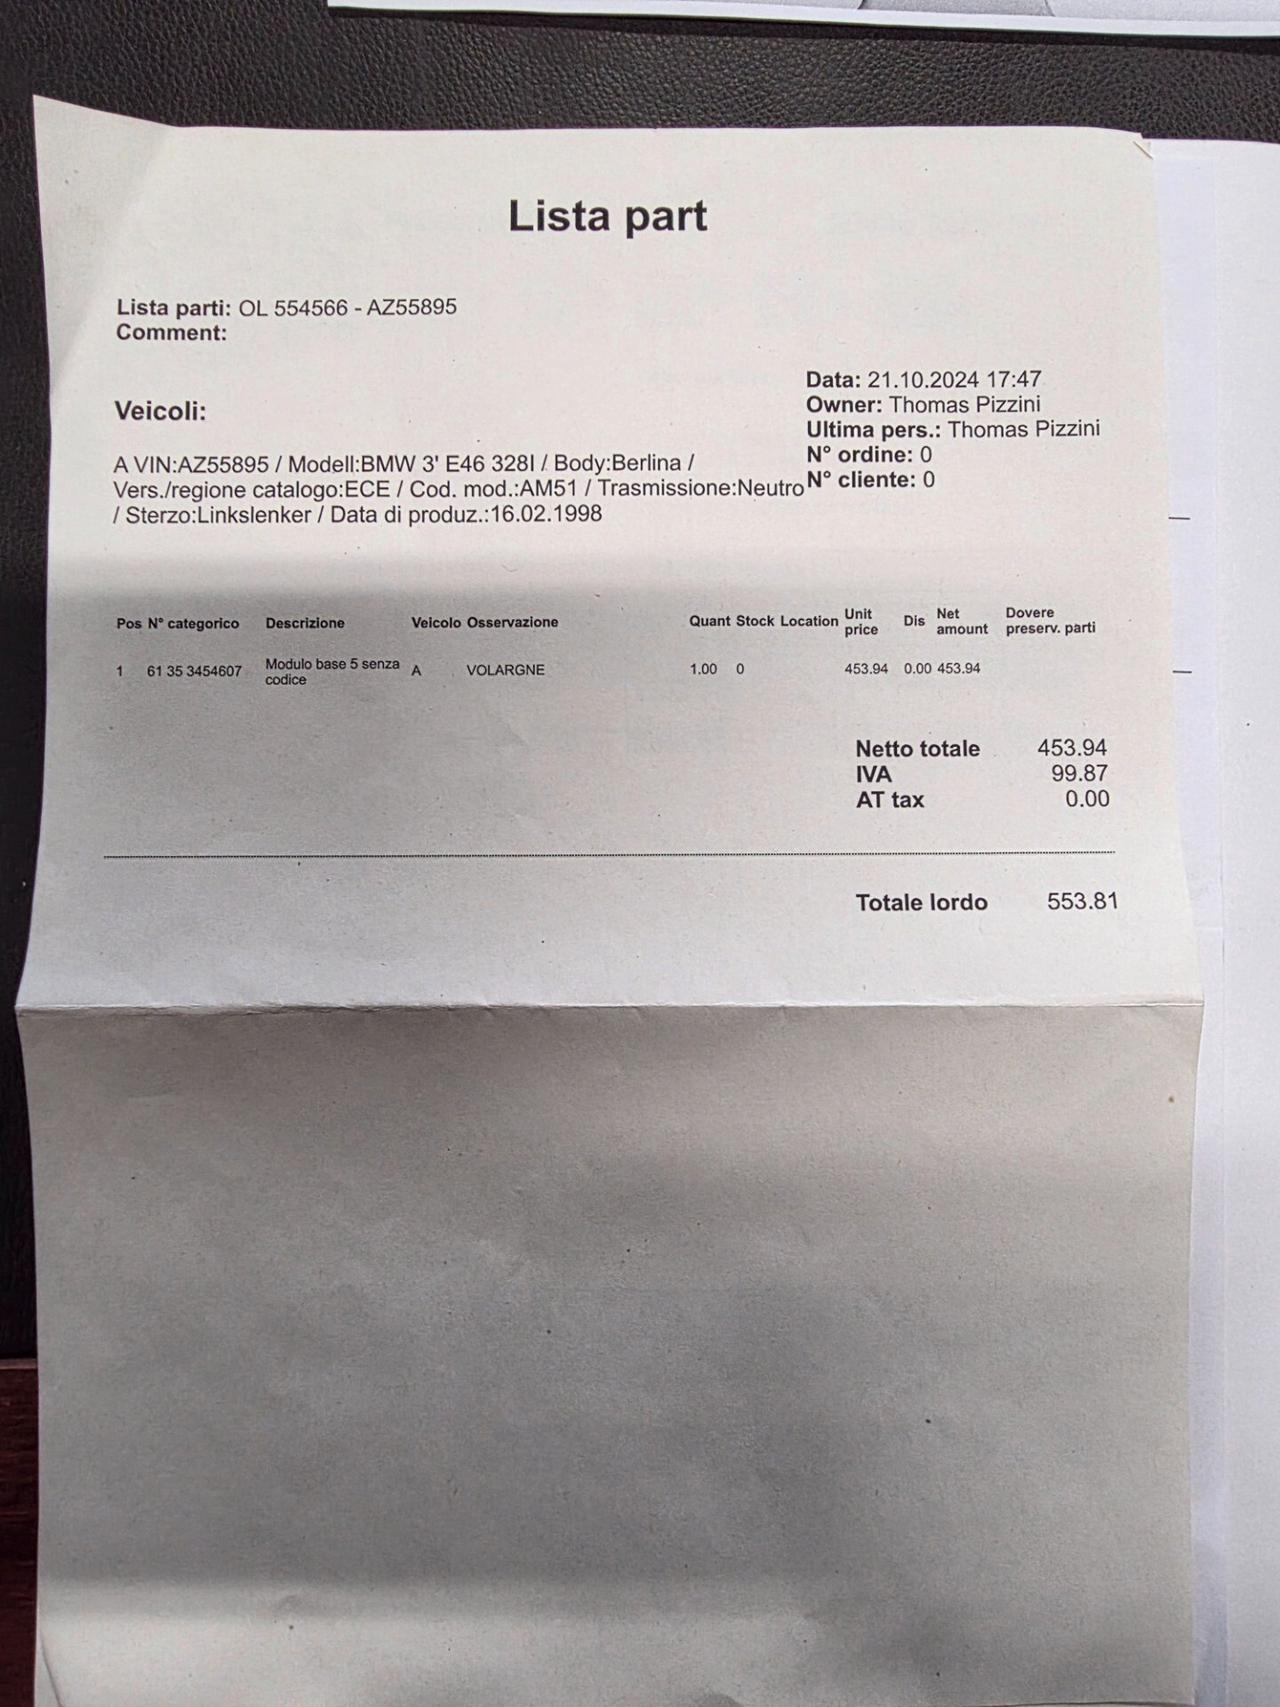 Lista part
Lista parti: OL 554566 - AZ55895
Comment:
Data: 21.10.2024 17:47
Owner: Thomas Pizzini
Ultima pers.: Thomas Pizzini
N° ordine: 0
N° cliente: 0
Veicoli:
A VIN:AZ55895 / Modell:BMW 3' E46 328I / Body:Berlina /
Vers./regione catalogo:ECE / Cod. mod.:AM51 / Trasmissione:Neutro
/ Sterzo:Linkslenker / Data di produz.:16.02.1998
Pos N° categorico Descrizione Veicolo Osservazione Quant Stock Location Unit price Dis Net amount Dovere preserv. parti
1 61 35 3454607 Modulo base 5 senza codice A VOLARGNE 1.00 0 453.94 0.00 453.94
Netto totale 453.94
IVA 99.87
AT tax 0.00
Totale lordo 553.81